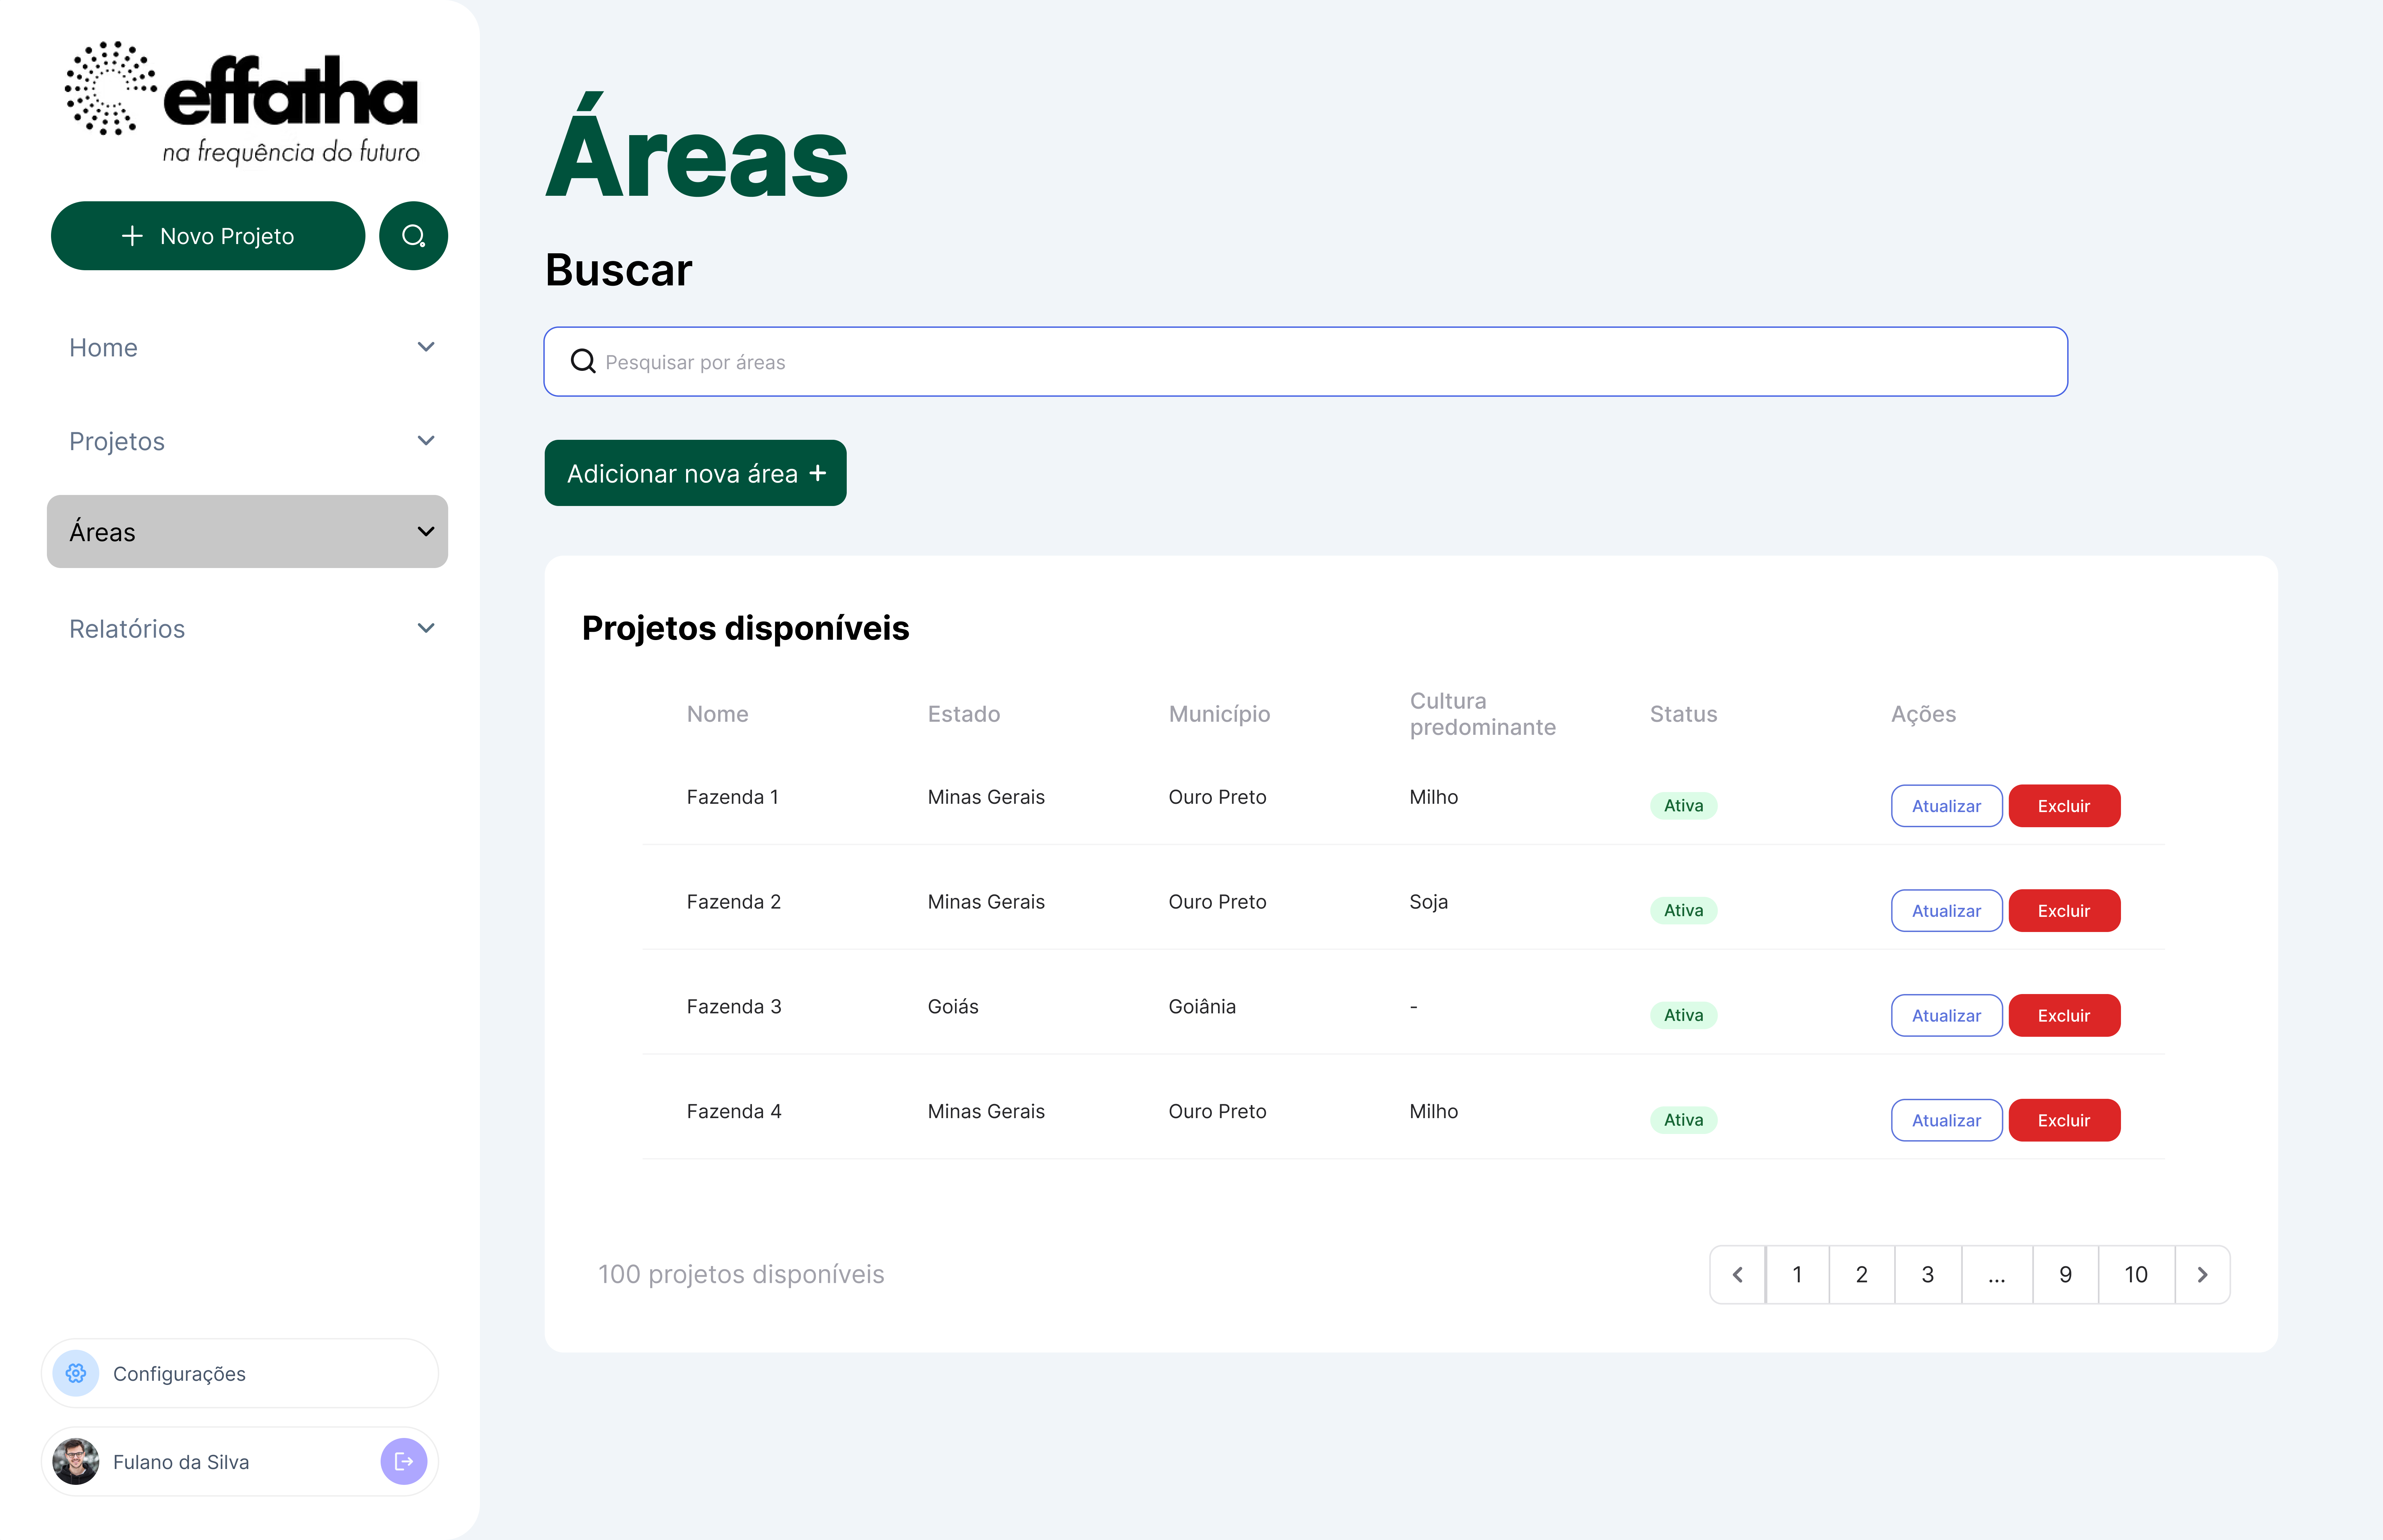 effatha
na frequência do futuro
Novo Projeto
Home
Projetos
Áreas
Relatórios
Configurações
Fulano da Silva
Áreas
Buscar
Pesquisar por áreas
Adicionar nova área +
Projetos disponíveis
Nome Estado Município Cultura predominante Status Ações
Fazenda 1 Minas Gerais Ouro Preto Milho Ativa Atualizar Excluir
Fazenda 2 Minas Gerais Ouro Preto Soja Ativa Atualizar Excluir
Fazenda 3 Goiás Goiânia - Ativa Atualizar Excluir
Fazenda 4 Minas Gerais Ouro Preto Milho Ativa Atualizar Excluir
100 projetos disponíveis
1 2 3 ... 9 10